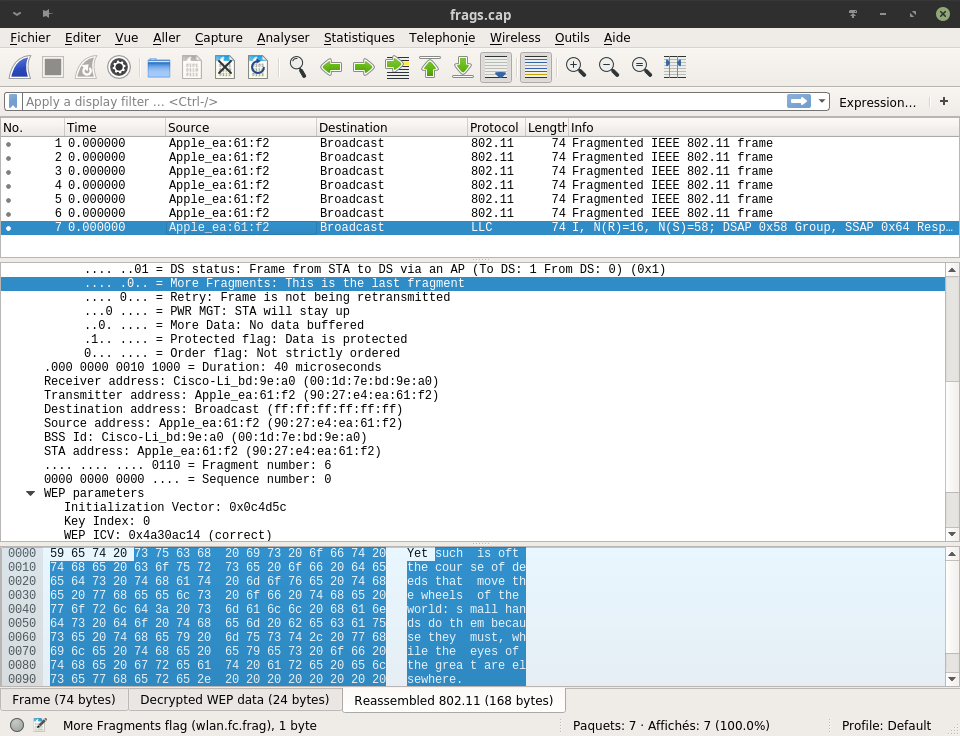 frags.cap
Fichier Editer Vue Aller Capture Analyser Statistiques Telephonie Wireless Outils Aide
Apply a display filter ... <Ctrl-/> Expression... +
No. Time Source Destination Protocol Length Info
1 0.000000 Apple_ea:61:f2 Broadcast 802.11 74 Fragmented IEEE 802.11 frame
2 0.000000 Apple_ea:61:f2 Broadcast 802.11 74 Fragmented IEEE 802.11 frame
3 0.000000 Apple_ea:61:f2 Broadcast 802.11 74 Fragmented IEEE 802.11 frame
4 0.000000 Apple_ea:61:f2 Broadcast 802.11 74 Fragmented IEEE 802.11 frame
5 0.000000 Apple_ea:61:f2 Broadcast 802.11 74 Fragmented IEEE 802.11 frame
6 0.000000 Apple_ea:61:f2 Broadcast 802.11 74 Fragmented IEEE 802.11 frame
7 0.000000 Apple_ea:61:f2 Broadcast LLC 74 I, N(R)=16, N(S)=58; DSAP 0x58 Group, SSAP 0x64 Resp…
.... ..01 = DS status: Frame from STA to DS via an AP (To DS: 1 From DS: 0) (0x1)
.... .0.. = More Fragments: This is the last fragment
.... 0... = Retry: Frame is not being retransmitted
...0 .... = PWR MGT: STA will stay up
..0. .... = More Data: No data buffered
.1.. .... = Protected flag: Data is protected
0... .... = Order flag: Not strictly ordered
.000 0000 0010 1000 = Duration: 40 microseconds
Receiver address: Cisco-Li_bd:9e:a0 (00:1d:7e:bd:9e:a0)
Transmitter address: Apple_ea:61:f2 (90:27:e4:ea:61:f2)
Destination address: Broadcast (ff:ff:ff:ff:ff:ff)
Source address: Apple_ea:61:f2 (90:27:e4:ea:61:f2)
BSS Id: Cisco-Li_bd:9e:a0 (00:1d:7e:bd:9e:a0)
STA address: Apple_ea:61:f2 (90:27:e4:ea:61:f2)
.... .... .... 0110 = Fragment number: 6
0000 0000 0000 .... = Sequence number: 0
WEP parameters
Initialization Vector: 0x0c4d5c
Key Index: 0
WEP ICV: 0x4a30ac14 (correct)
0000 59 65 74 20 73 75 63 68 20 69 73 20 6f 66 74 20 Yet such is oft
0010 74 68 65 20 63 6f 75 72 73 65 20 6f 66 20 64 65 the cour se of de
0020 65 64 73 20 74 68 61 74 20 6d 6f 76 65 20 74 68 eds that move th
0030 65 20 77 68 65 65 6c 73 20 6f 66 20 74 68 65 20 e wheels of the
0040 77 6f 72 6c 64 3a 20 73 6d 61 6c 6c 20 68 61 6e world: s mall han
0050 64 73 20 64 6f 20 74 68 65 6d 20 62 65 63 61 75 ds do th em becau
0060 73 65 20 74 68 65 79 20 6d 75 73 74 2c 20 77 68 se they must, wh
0070 69 6c 65 20 74 68 65 20 65 79 65 73 20 6f 66 20 ile the eyes of
0080 74 68 65 20 67 72 65 61 74 20 61 72 65 20 65 6c the grea t are el
0090 73 65 77 68 65 72 65 2e 20 20 20 20 20 20 20 20 sewhere.
Frame (74 bytes) Decrypted WEP data (24 bytes) Reassembled 802.11 (168 bytes)
More Fragments flag (wlan.fc.frag), 1 byte Paquets: 7 · Affichés: 7 (100.0%) Profile: Default